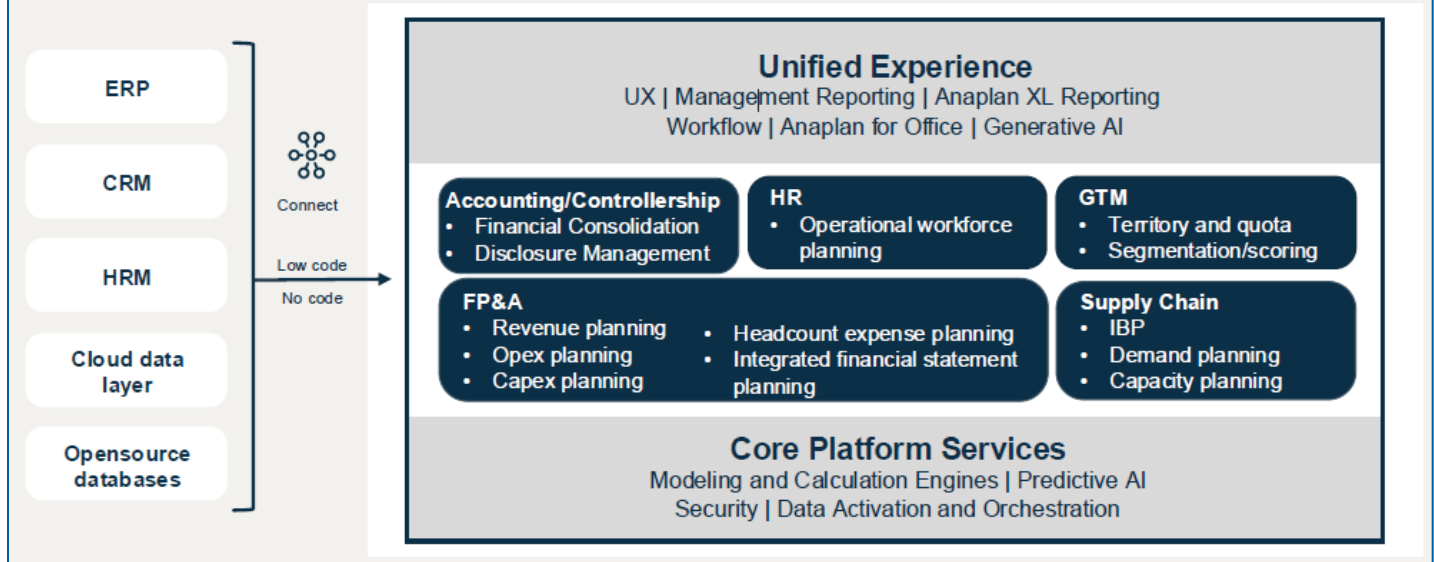 ERP
CRM
HRM
Cloud data
layer
Opensource
databases
Connect
Low code
No code
Unified Experience
UX | Management Reporting | Anaplan XL Reporting
Workflow | Anaplan for Office | Generative AI
Accounting/Controllership
• Financial Consolidation
• Disclosure Management
HR
• Operational workforce
planning
GTM
• Territory and quota
• Segmentation/scoring
FP&A
• Revenue planning
• Opex planning
• Capex planning
• Headcount expense planning
• Integrated financial statement
planning
Supply Chain
• IBP
• Demand planning
• Capacity planning
Core Platform Services
Modeling and Calculation Engines | Predictive AI
Security | Data Activation and Orchestration